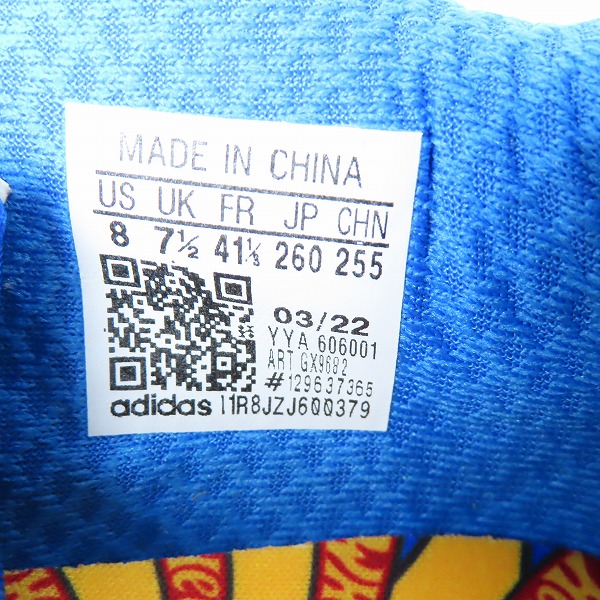 MADE IN CHINA
US UK FR JP CHN
8 7½ 41⅓ 260 255
03/22
YYA 606001
ART GX9682
#129637365
adidas 11R8JZJ600379